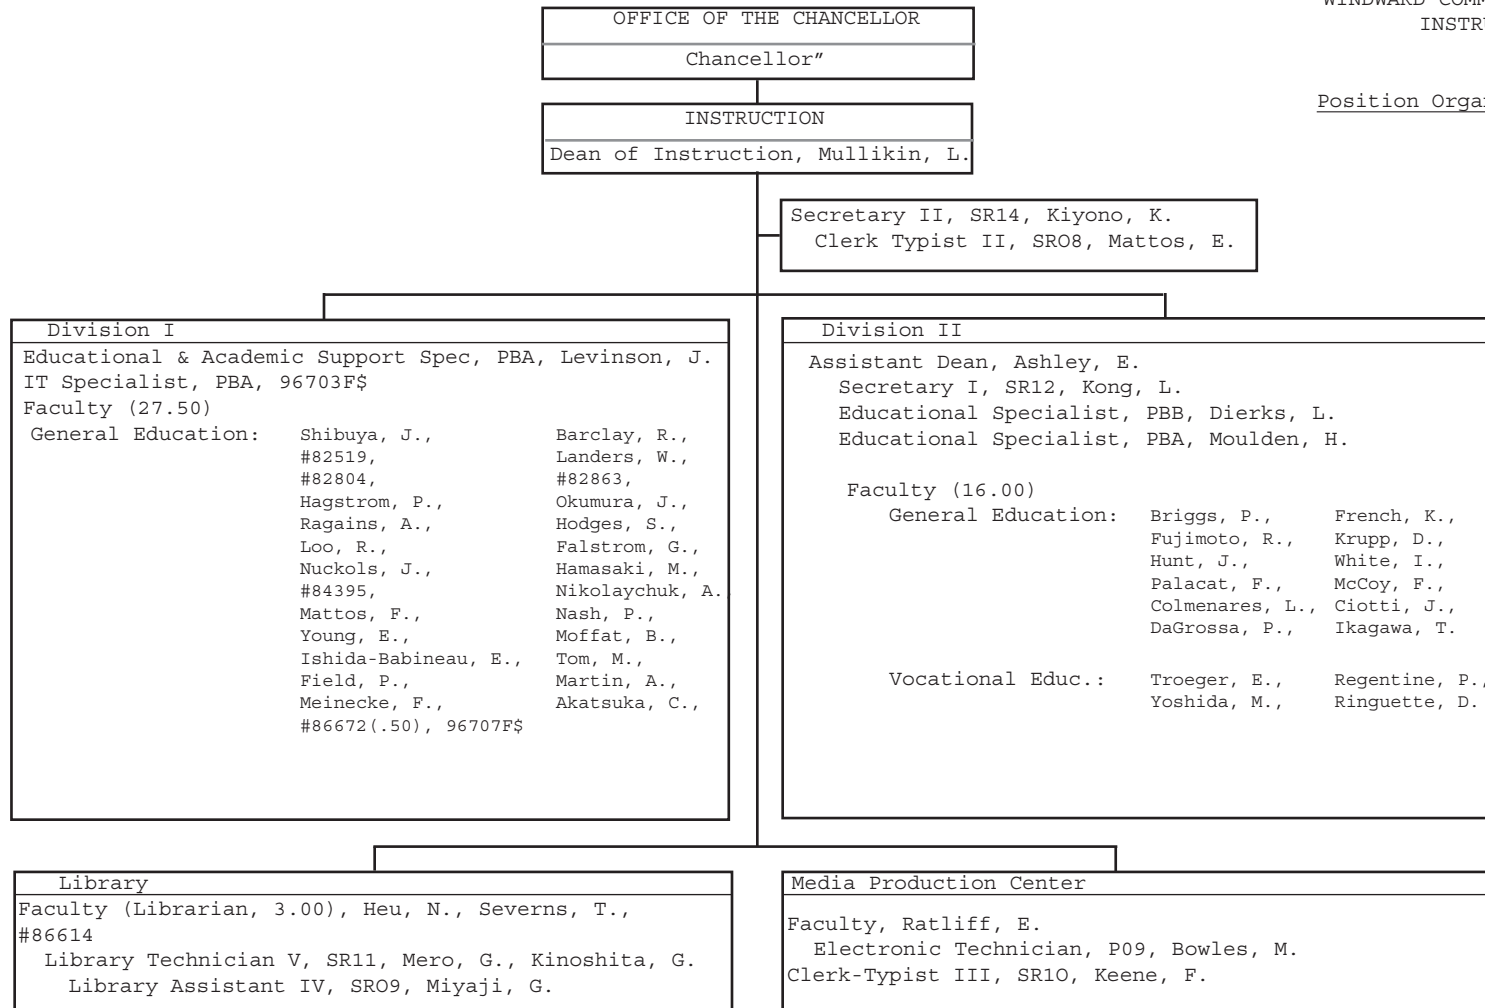 OFFICE OF THE CHANCELLOR
Chancellor”
INSTRUCTION
Dean of Instruction, Mullikin, L.
WINDWARD
Position
Secretary II, SR14, Kiyono, K.
Clerk Typist II, SRO8, Mattos, E.
Division I
Educational & Academic Support Spec, PBA, Levinson, J.
IT Specialist, PBA, 96703F$
Faculty (27.50)
General Education: Shibuya, J., Barclay, R.,
#82519, Landers, W.,
#82804, #82863,
Hagstrom, P., Okumura, J.,
Ragains, A., Hodges, S.,
Loo, R., Falstrom, G.,
Nuckols, J., Hamasaki, M.,
#84395, Nikolaychuk, A.,
Mattos, F., Nash, P.,
Young, E., Moffat, B.,
Ishida-Babineau, E., Tom, M.,
Field, P., Martin, A.,
Meinecke, F., Akatsuka, C.,
#86672(.50), 96707F$
Division II
Assistant Dean, Ashley, E.
Secretary I, SR12, Kong, L.
Educational Specialist, PBB, Dierks, L.
Educational Specialist, PBA, Moulden, H.
Faculty (16.00)
General Education: Briggs, P., French, K.,
Fujimoto, R., Krupp, D.,
Hunt, J., White, I.,
Palacat, F., McCoy, F.,
Colmenares, L., Ciotti, J.,
DaGrossa, P., Ikagawa, T.
Vocational Educ.: Troeger, E., Regentine, P.,
Yoshida, M., Ringuette, D.
Library
Faculty (Librarian, 3.00), Heu, N., Severns, T.,
#86614
Library Technician V, SR11, Mero, G., Kinoshita, G.
Library Assistant IV, SRO9, Miyaji, G.
Media Production Center
Faculty, Ratliff, E.
Electronic Technician, P09, Bowles, M.
Clerk-Typist III, SR1O, Keene, F.